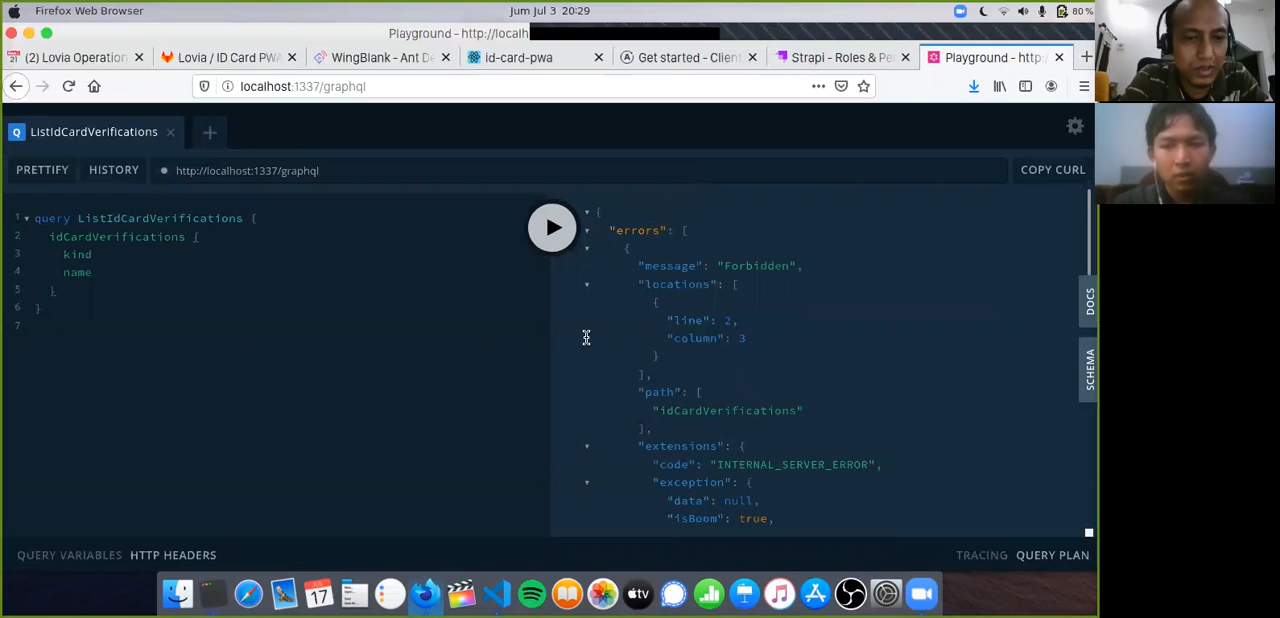 Firefox Web Browser
Jum Jul 3 20:29
80 %
Playground - http://localh
(2) Lovia Operation
Lovia / IDCard PWA
WingBlank - Ant De
id-card-pwa
Get started - Client
Strapi - Roles & Pe
Playground - http:/
localhost:1337/graphql
Q ListIdCardVerifications
PRETTIFY
HISTORY
http://localhost:1337/graphql
COPY CURL
1 query ListIdCardVerifications {
2 idCardVerifications {
3 kind
4 name
5 }
6 }
7
{
"errors": [
{
"message": "Forbidden",
"locations": [
{
"line": 2,
"column": 3
}
],
"path": [
"idCardVerifications"
],
"extensions": {
"code": "INTERNAL_SERVER_ERROR",
"exception": {
"data": null,
"isBoom": true,
DOCS
SCHEMA
QUERY VARIABLES
HTTP HEADERS
TRACING
QUERY PLAN
JUL
17
tv